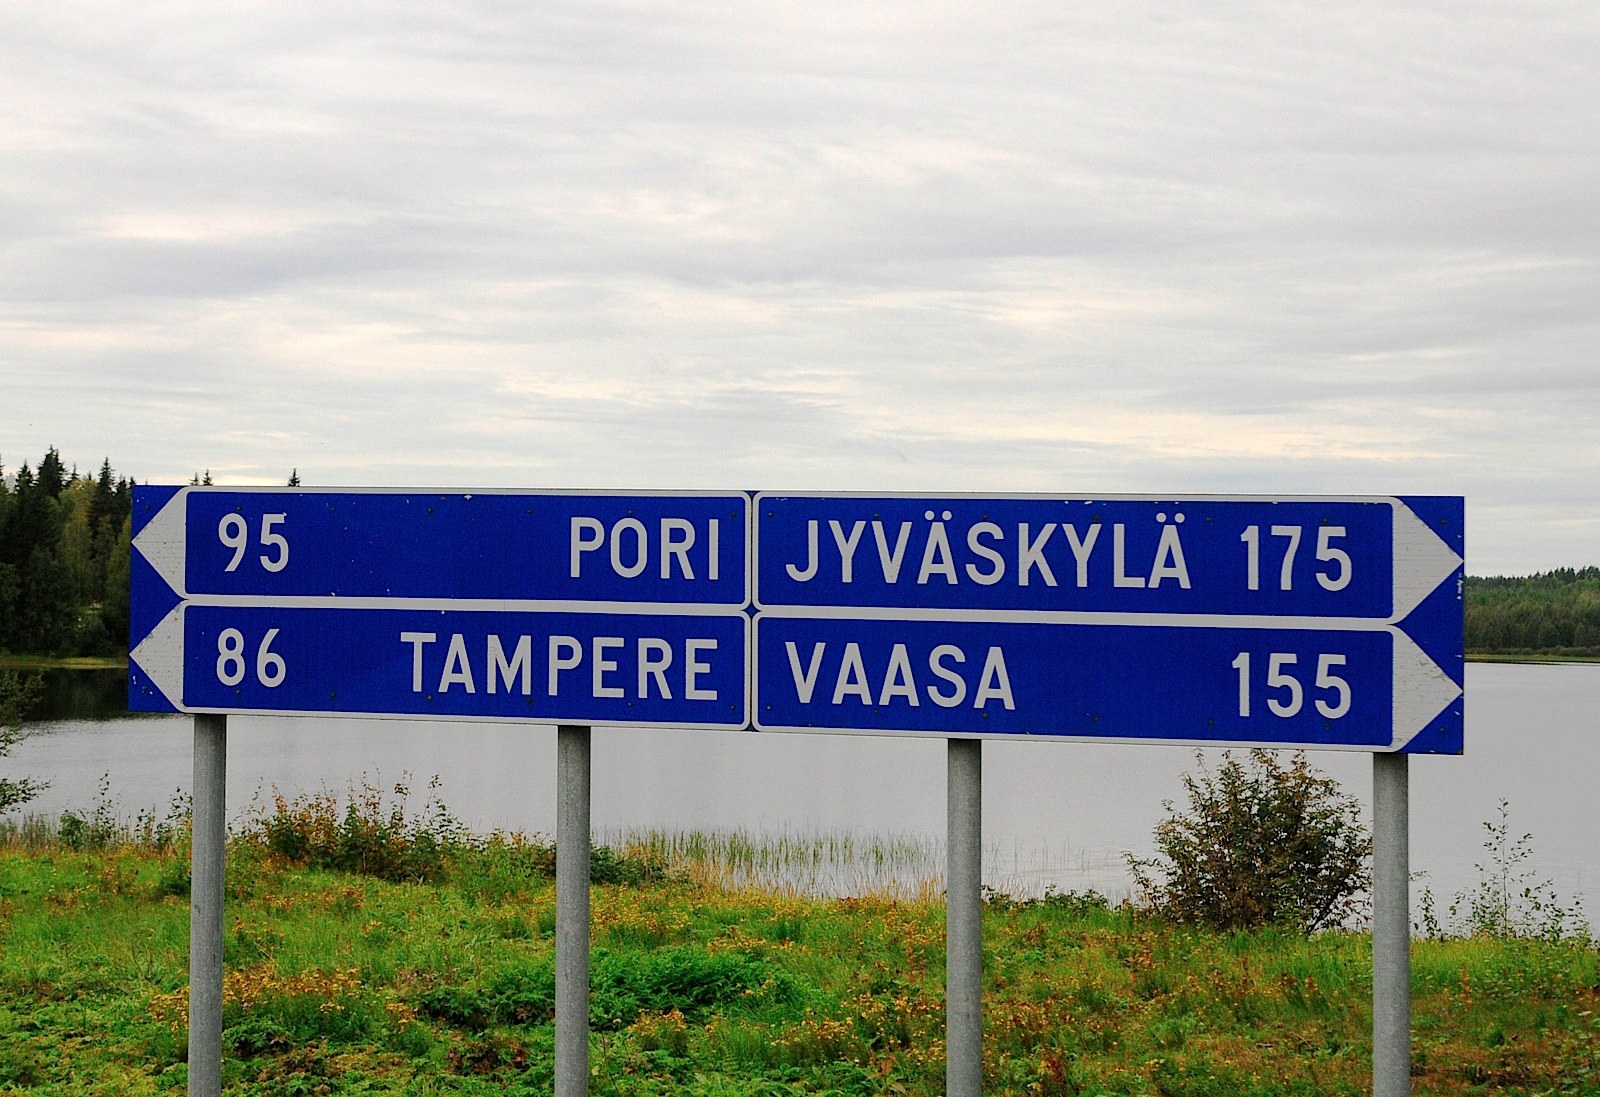 95 PORI
86 TAMPERE
JYVÄSKYLÄ 175
VAASA 155